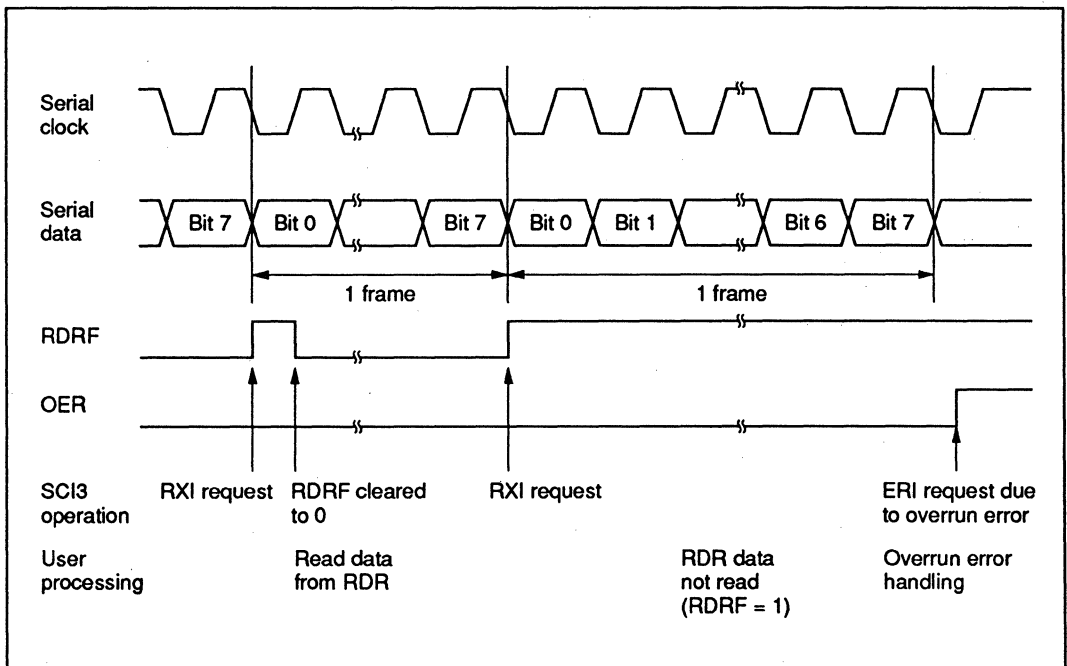 Serial
clock
Serial
data
Bit 7 Bit 0 Bit 7 Bit 0 Bit 1 Bit 6 Bit 7
1 frame 1 frame
RDRF
OER
SCI3
operation
RXI request
RDRF cleared
to 0
RXI request
ERI request due
to overrun error
User
processing
Read data
from RDR
RDR data
not read
(RDRF = 1)
Overrun error
handling